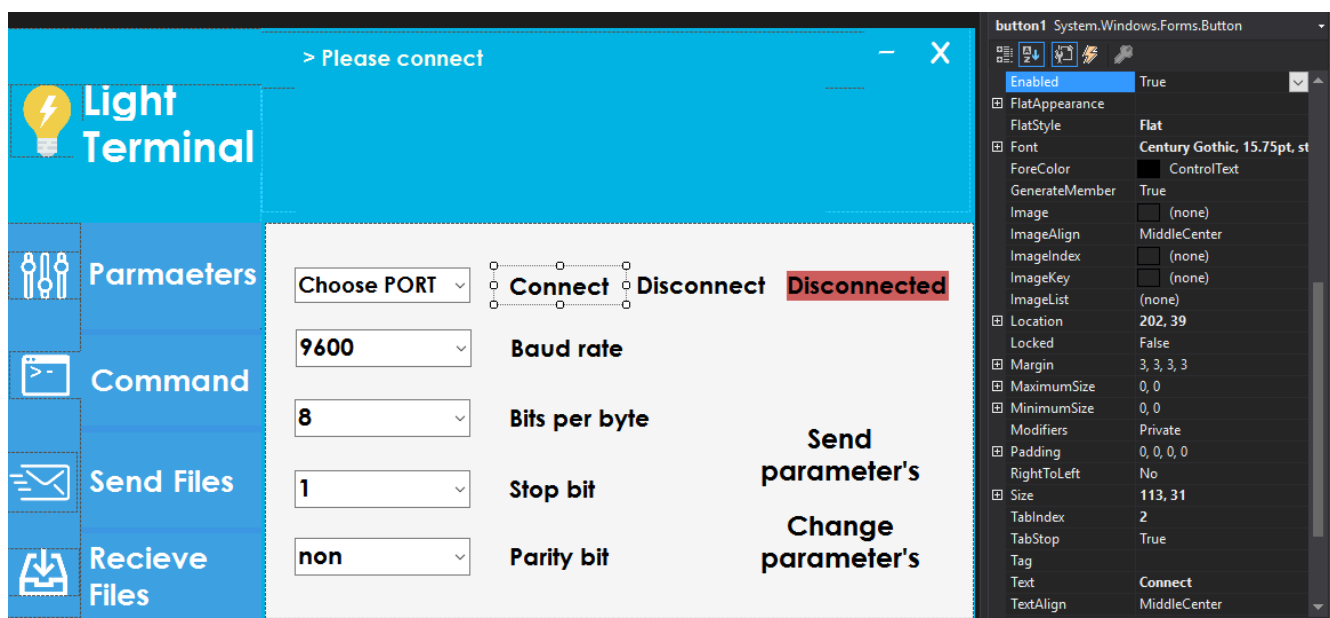 > Please connect
– X
Light
Terminal
Parmaeters
Command
Send Files
Recieve
Files
Choose PORT
Connect
Disconnect
Disconnected
9600
Baud rate
8
Bits per byte
1
Stop bit
non
Parity bit
Send
parameter's
Change
parameter's
button1 System.Windows.Forms.Button
Enabled True
FlatAppearance
FlatStyle Flat
Font Century Gothic, 15.75pt, st
ForeColor ControlText
GenerateMember True
Image (none)
ImageAlign MiddleCenter
ImageIndex (none)
ImageKey (none)
ImageList (none)
Location 202, 39
Locked False
Margin 3, 3, 3, 3
MaximumSize 0, 0
MinimumSize 0, 0
Modifiers Private
Padding 0, 0, 0, 0
RightToLeft No
Size 113, 31
TabIndex 2
TabStop True
Tag
Text Connect
TextAlign MiddleCenter